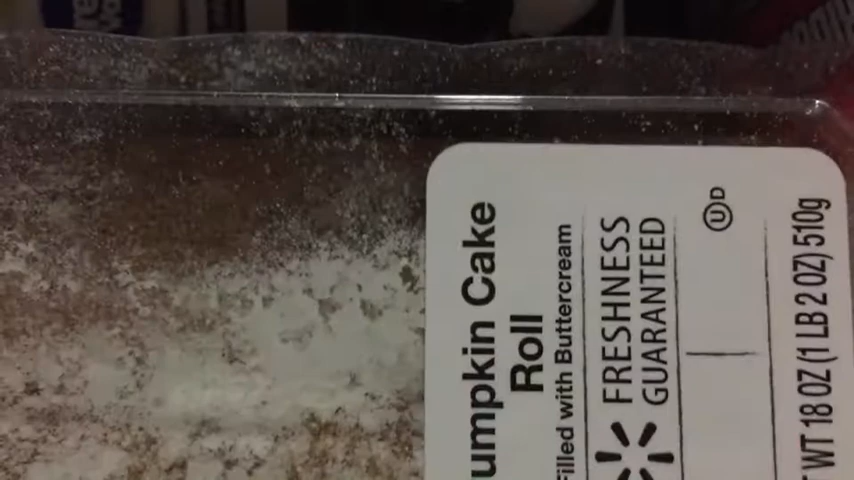 umpkin Cake
Roll
Filled with Buttercream
FRESHNESS
GUARANTEED
U D
WT 18 OZ (1 LB 2 OZ) 510g